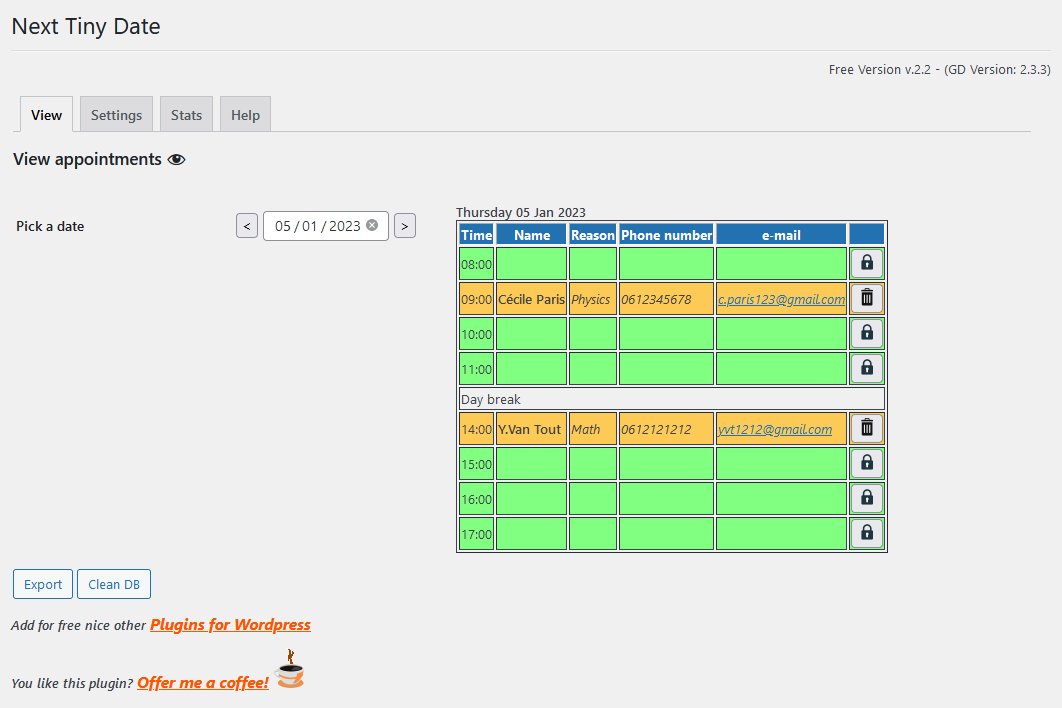 Next Tiny Date
Free Version v.2.2 - (GD Version: 2.3.3)
View Settings Stats Help
View appointments
Pick a date < 05 / 01 / 2023 >
Thursday 05 Jan 2023
Time Name Reason Phone number e-mail
08:00
09:00 Cécile Paris Physics 0612345678 c.paris123@gmail.com
10:00
11:00
Day break
14:00 Y.Van Tout Math 0612121212 yvt1212@gmail.com
15:00
16:00
17:00
Export Clean DB
Add for free nice other Plugins for Wordpress
You like this plugin? Offer me a coffee!